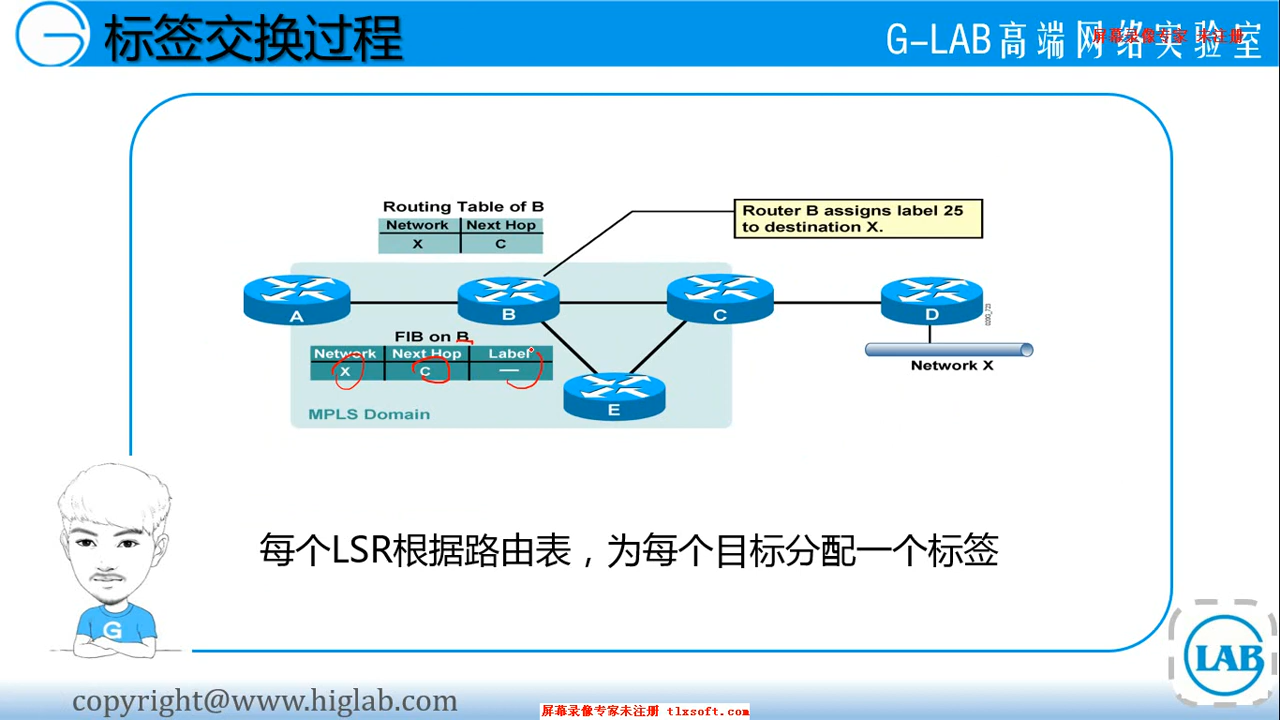 标签交换过程
G-LAB高端网络实验室
屏幕录像专家 未注册
Routing Table of B
Network Next Hop
X C
Router B assigns label 25
to destination X.
A
B
C
D
E
FIB on B
Network Next Hop Label
X C —
MPLS Domain
Network X
每个LSR根据路由表，为每个目标分配一个标签
G
LAB
copyright@www.higlab.com
屏幕录像专家未注册 tlxsoft.com